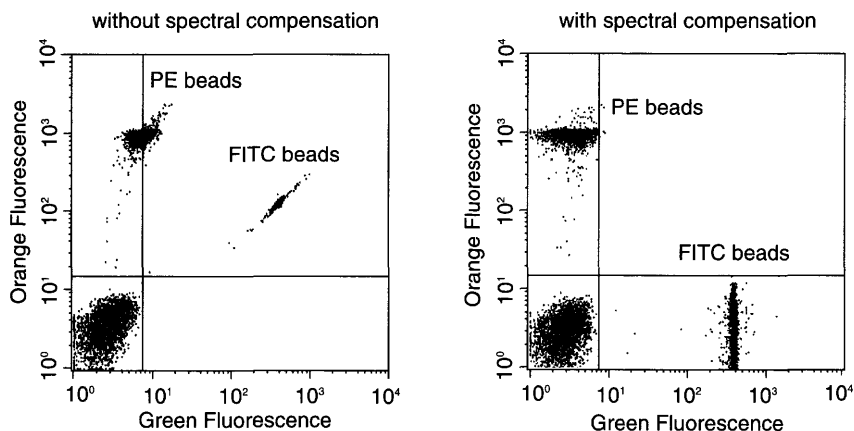 without spectral compensation
10⁴
10³
10²
10¹
10⁰
Orange Fluorescence
PE beads
FITC beads
10⁰ 10¹ 10² 10³ 10⁴
Green Fluorescence
with spectral compensation
10⁴
10³
10²
10¹
10⁰
Orange Fluorescence
PE beads
FITC beads
10⁰ 10¹ 10² 10³ 10⁴
Green Fluorescence